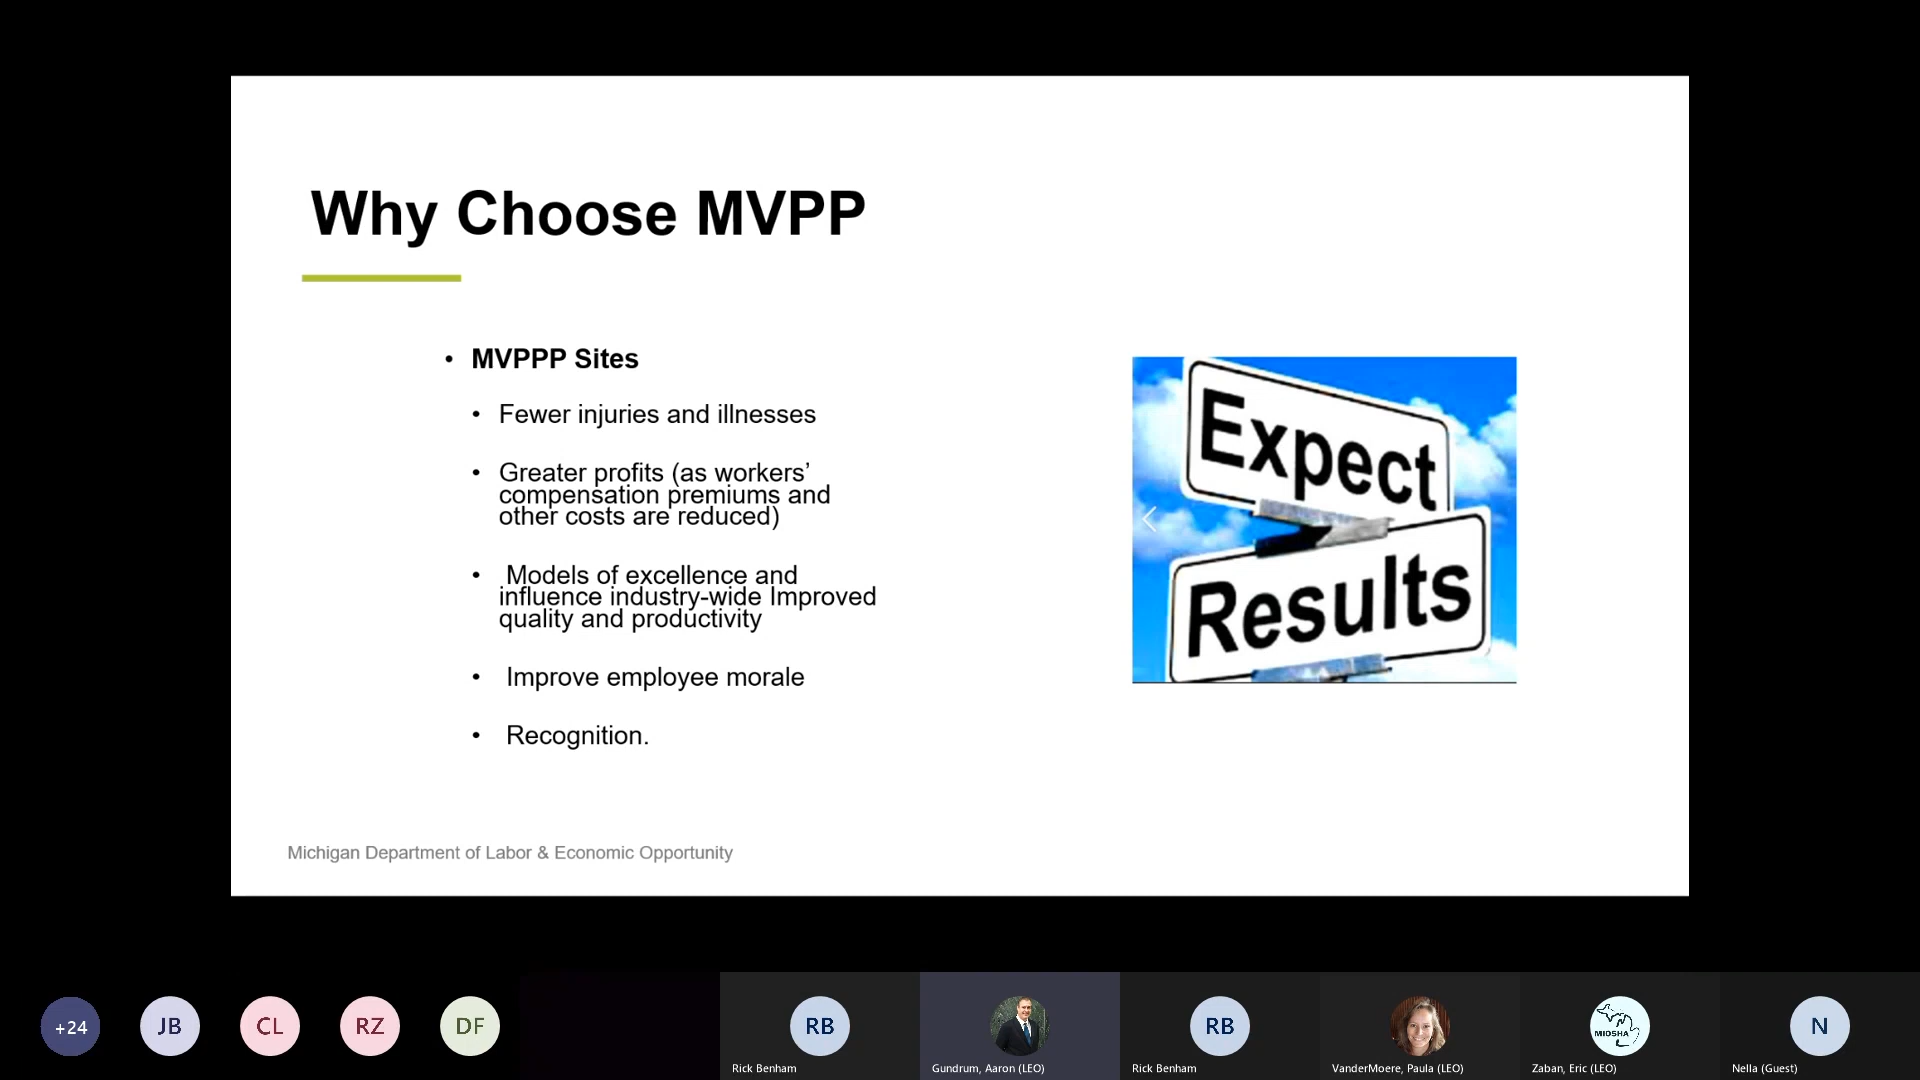 Why Choose MVPP
• MVPPP Sites
• Fewer injuries and illnesses
• Greater profits (as workers’
compensation premiums and
other costs are reduced)
• Models of excellence and
influence industry-wide Improved
quality and productivity
• Improve employee morale
• Recognition.
Expect
Results
Michigan Department of Labor & Economic Opportunity
+24
JB
CL
RZ
DF
RB
Rick Benham
Gundrum, Aaron (LEO)
RB
Rick Benham
VanderMoere, Paula (LEO)
MIOSHA
Zaban, Eric (LEO)
N
Nella (Guest)